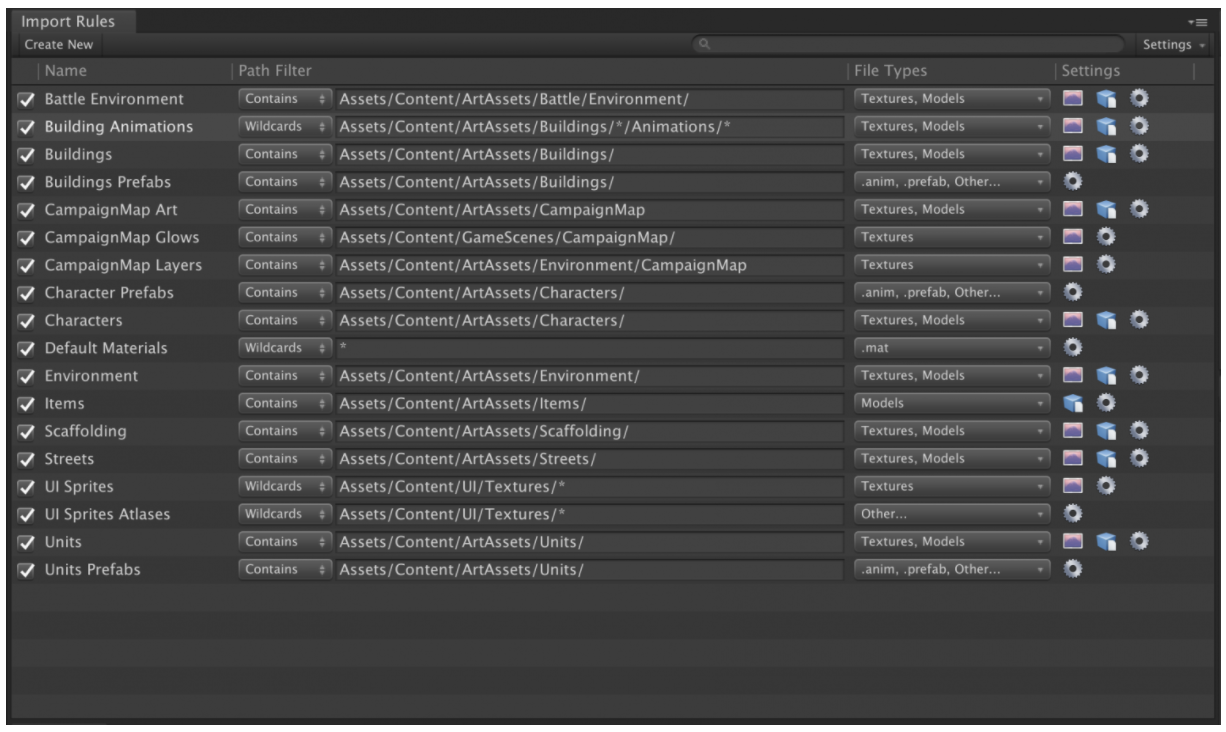 Import Rules
Create New Settings
Name Path Filter File Types Settings
Battle Environment Contains Assets/Content/ArtAssets/Battle/Environment/ Textures, Models
Building Animations Wildcards Assets/Content/ArtAssets/Buildings/*/Animations/* Textures, Models
Buildings Contains Assets/Content/ArtAssets/Buildings/ Textures, Models
Buildings Prefabs Contains Assets/Content/ArtAssets/Buildings/ .anim, .prefab, Other...
CampaignMap Art Contains Assets/Content/ArtAssets/CampaignMap Textures, Models
CampaignMap Glows Contains Assets/Content/GameScenes/CampaignMap/ Textures
CampaignMap Layers Contains Assets/Content/ArtAssets/Environment/CampaignMap Textures
Character Prefabs Contains Assets/Content/ArtAssets/Characters/ .anim, .prefab, Other...
Characters Contains Assets/Content/ArtAssets/Characters/ Textures, Models
Default Materials Wildcards * .mat
Environment Contains Assets/Content/ArtAssets/Environment/ Textures, Models
Items Contains Assets/Content/ArtAssets/Items/ Models
Scaffolding Contains Assets/Content/ArtAssets/Scaffolding/ Textures, Models
Streets Contains Assets/Content/ArtAssets/Streets/ Textures, Models
UI Sprites Wildcards Assets/Content/UI/Textures/* Textures
UI Sprites Atlases Wildcards Assets/Content/UI/Textures/* Other...
Units Contains Assets/Content/ArtAssets/Units/ Textures, Models
Units Prefabs Contains Assets/Content/ArtAssets/Units/ .anim, .prefab, Other...